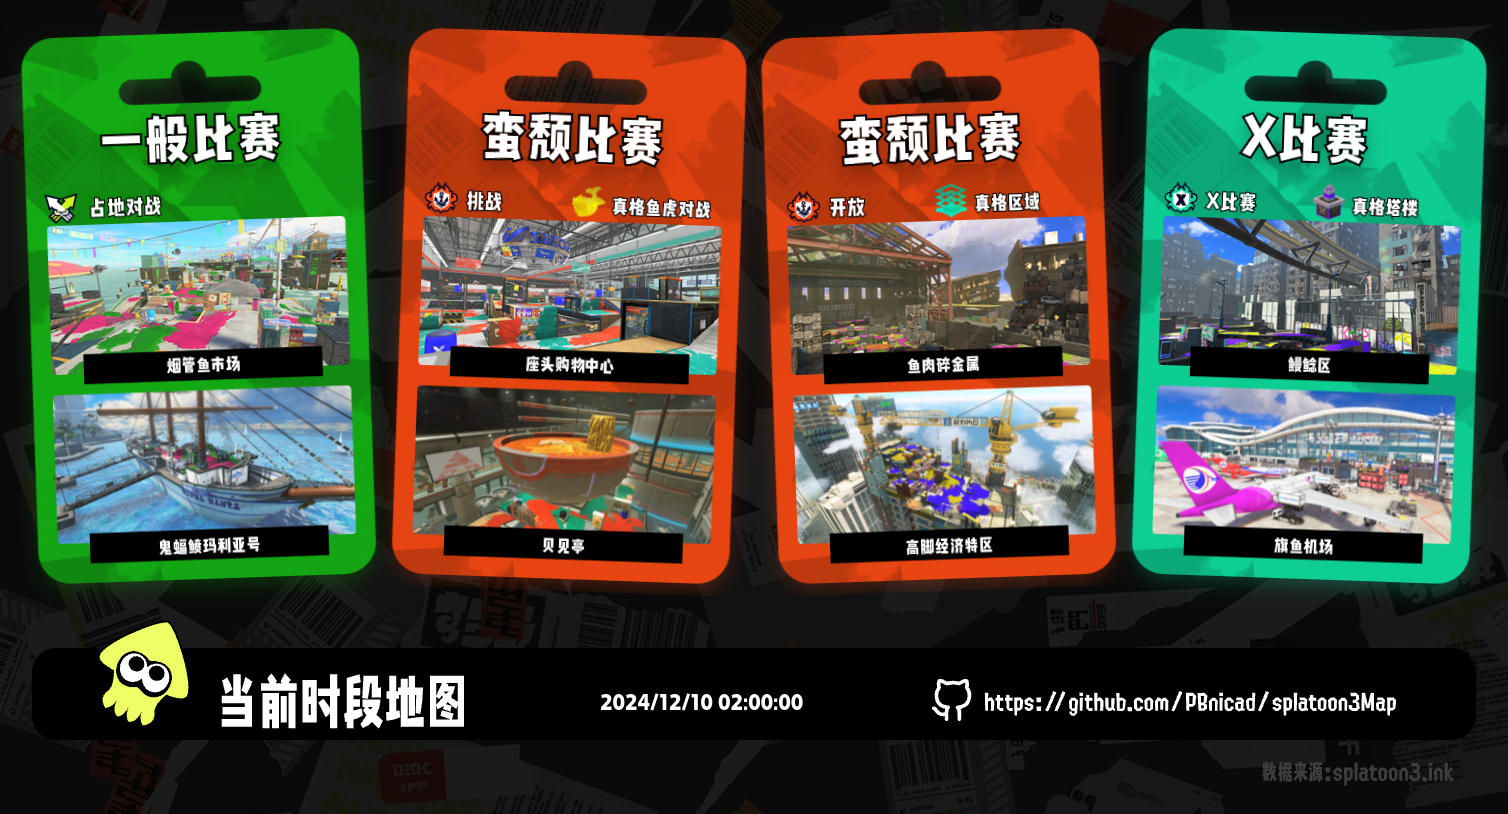 一般比赛
占地对战
烟管鱼市场
鬼蝠鲼玛利亚号
蛮颓比赛
挑战
真格鱼虎对战
座头购物中心
贝见亭
蛮颓比赛
开放
真格区域
鱼肉碎金属
高脚经济特区
X比赛
X比赛
真格塔楼
鳗鲶区
旗鱼机场
当前时段地图
2024/12/10 02:00:00
https://github.com/PBnicad/splatoon3Map
数据来源:splatoon3.ink